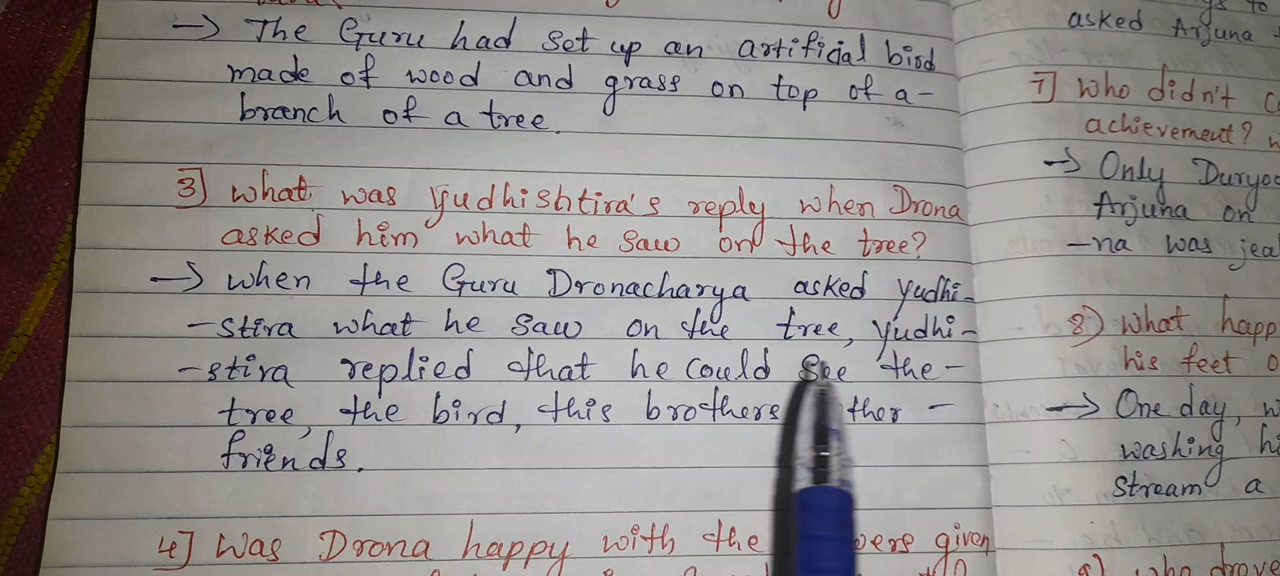 → The Guru had set up an artificial bird
made of wood and grass on top of a-
branch of a tree.
3] what was Yudhishtira's reply when Drona
asked him what he saw on the tree?
→ when the Guru Dronacharya asked Yudhi-
-stira what he saw on the tree, Yudhi-
-stira replied that he could see the-
tree, the bird, this brothers other -
friends.
4] Was Drona happy with the given
asked Arjuna
7] who didn't
achievement?
→ Only
Arjuna on
-na was
8) What
his feet
→ One day,
washing
stream a